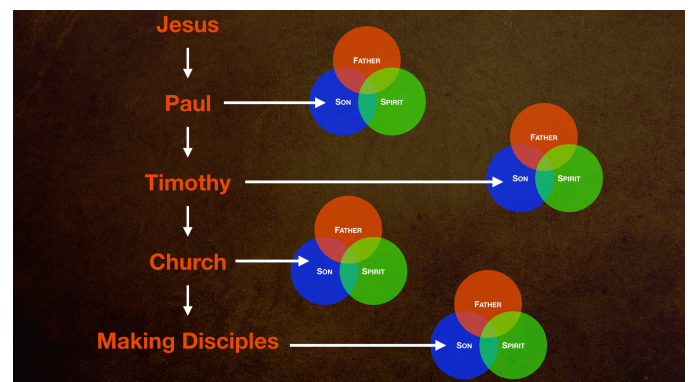 Jesus
Father
Paul
Son Spirit
Father
Timothy
Son Spirit
Father
Church
Son Spirit
Father
Making Disciples
Son Spirit